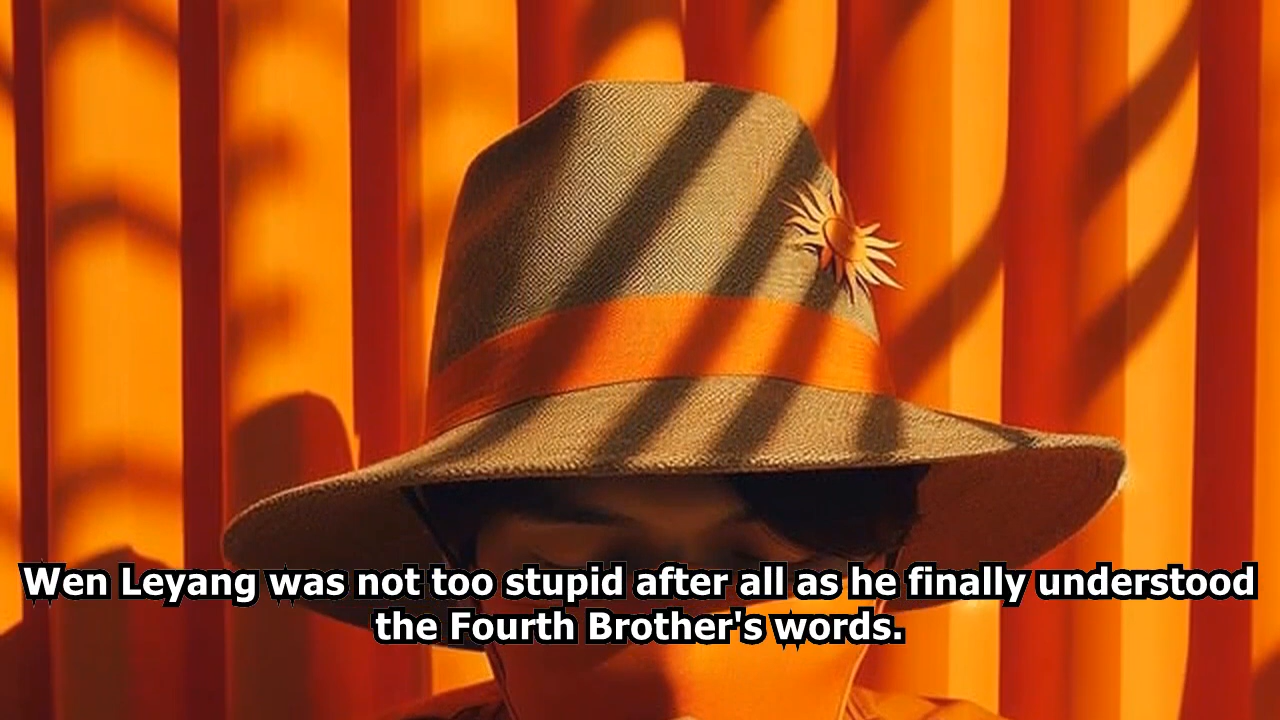 Wen Leyang was not too stupid after all as he finally understood
the Fourth Brother's words.